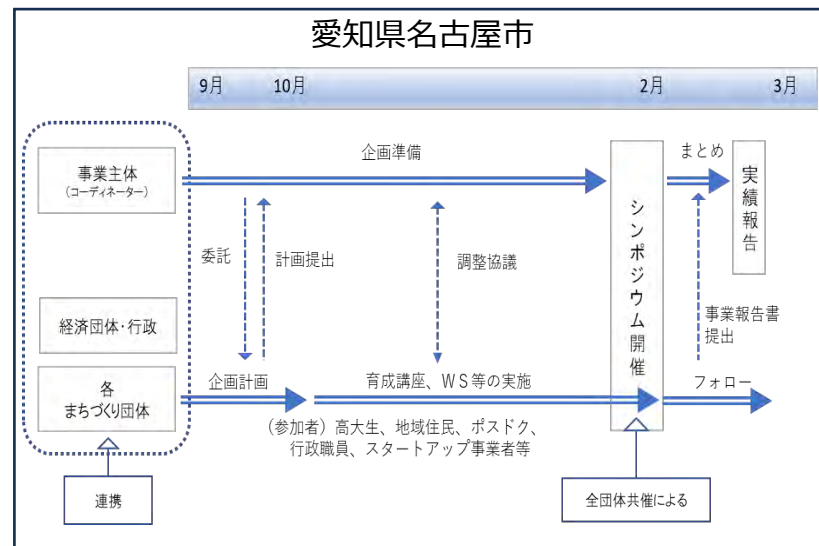 愛知県名古屋市
9月 10月 2月 3月
事業主体
(コーディネーター)
企画準備
まとめ
実績報告
シンポジウム開催
委託
計画提出
調整協議
事業報告書
提出
経済団体・行政
各
まちづくり団体
企画計画
育成講座、WS等の実施
フォロー
(参加者)高大生、地域住民、ポスドク、
行政職員、スタートアップ事業者等
連携
全団体共催による